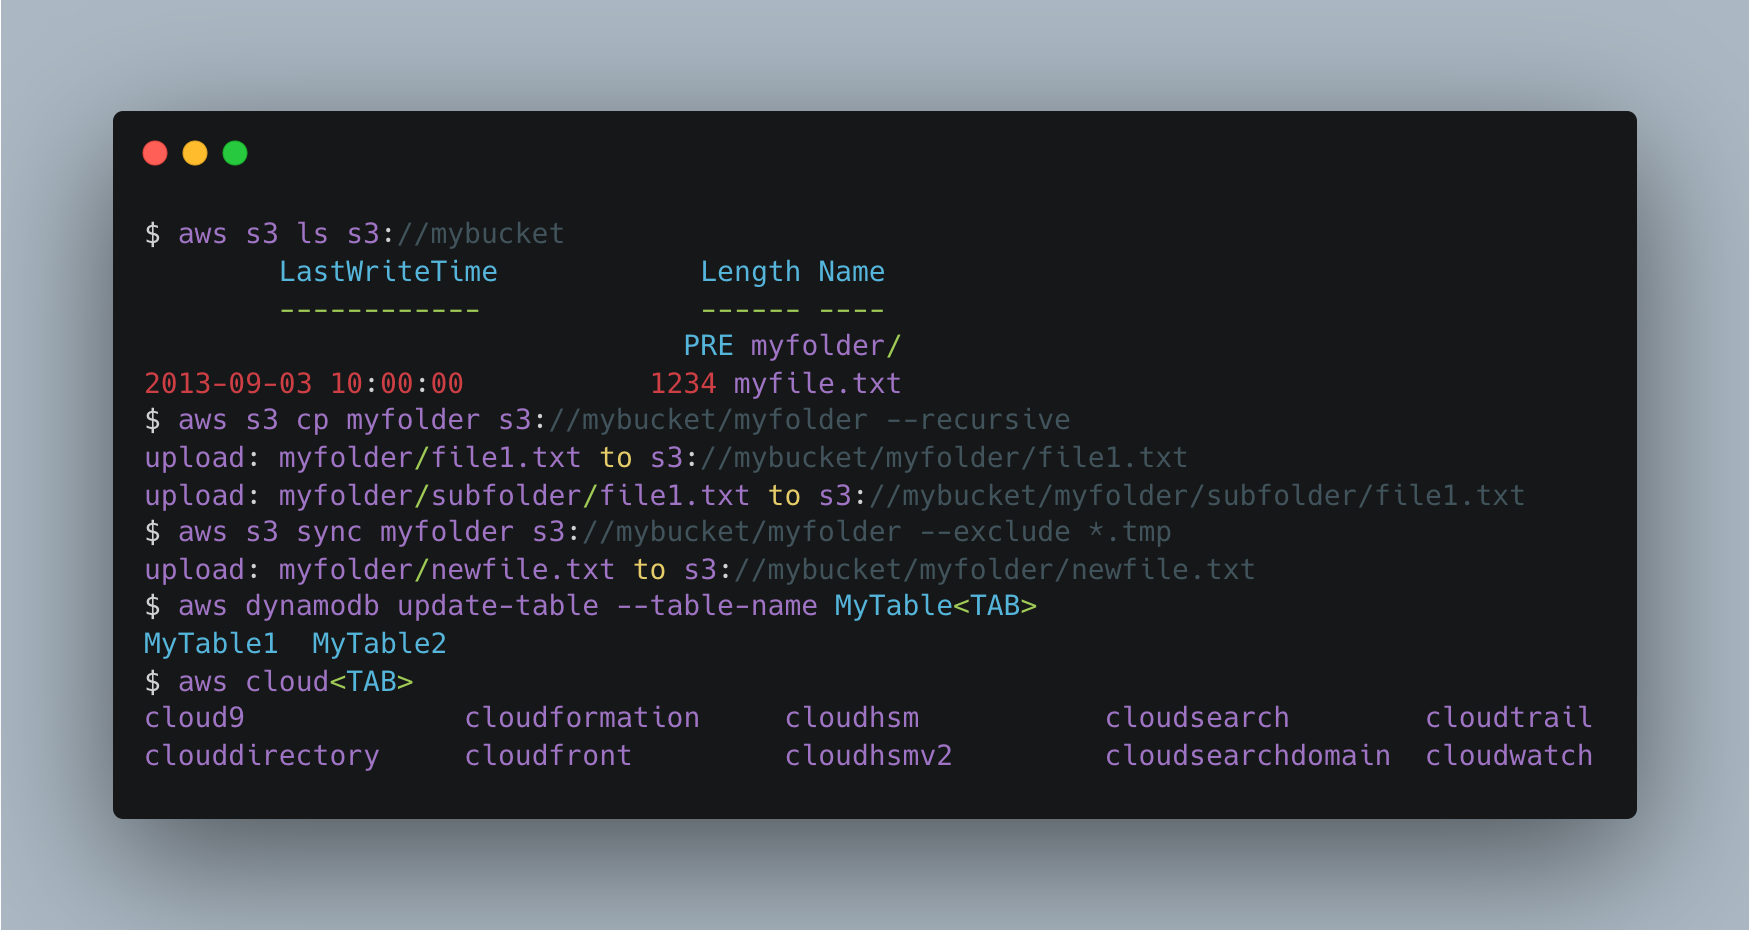 $ aws s3 ls s3://mybucket
        LastWriteTime            Length Name
        ------------             ------ ----
                                PRE myfolder/
2013-09-03 10:00:00           1234 myfile.txt
$ aws s3 cp myfolder s3://mybucket/myfolder --recursive
upload: myfolder/file1.txt to s3://mybucket/myfolder/file1.txt
upload: myfolder/subfolder/file1.txt to s3://mybucket/myfolder/subfolder/file1.txt
$ aws s3 sync myfolder s3://mybucket/myfolder --exclude *.tmp
upload: myfolder/newfile.txt to s3://mybucket/myfolder/newfile.txt
$ aws dynamodb update-table --table-name MyTable<TAB>
MyTable1  MyTable2
$ aws cloud<TAB>
cloud9             cloudformation     cloudhsm           cloudsearch        cloudtrail
clouddirectory     cloudfront         cloudhsmv2         cloudsearchdomain  cloudwatch